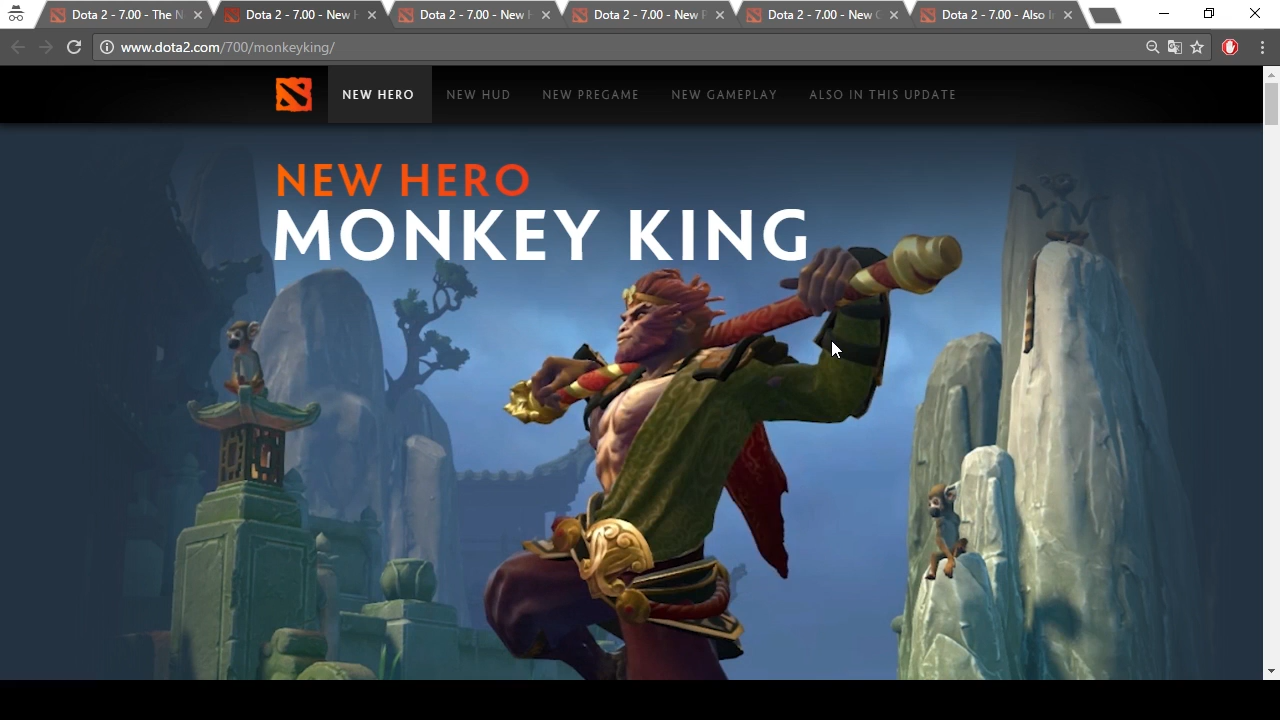 Dota 2 - 7.00 - The N
Dota 2 - 7.00 - New H
Dota 2 - 7.00 - New
Dota 2 - 7.00 - New P
Dota 2 - 7.00 - New G
Dota 2 - 7.00 - Also I
www.dota2.com/700/monkeyking/
NEW HERO
NEW HUD
NEW PREGAME
NEW GAMEPLAY
ALSO IN THIS UPDATE
NEW HERO
MONKEY KING